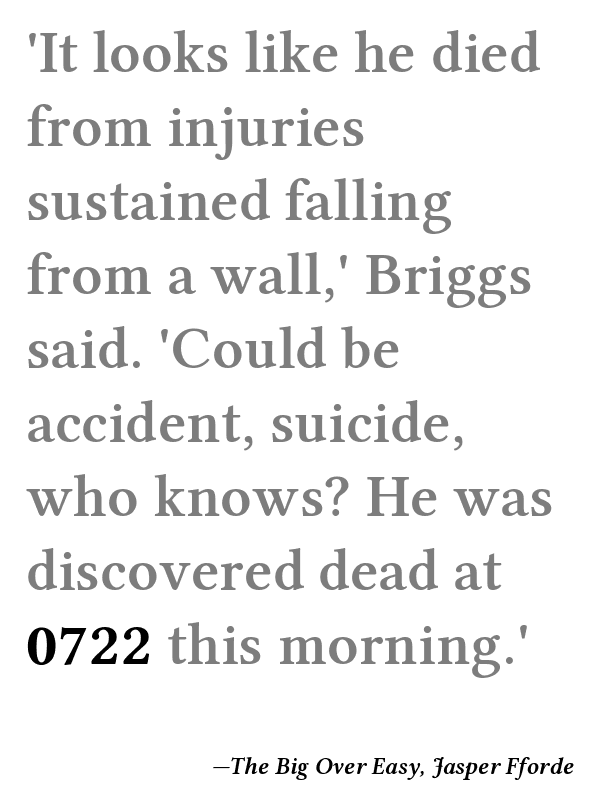 'It looks like he died
from injuries
sustained falling
from a wall,' Briggs
said. 'Could be
accident, suicide,
who knows? He was
discovered dead at
0722 this morning.'
—The Big Over Easy, Jasper Fforde